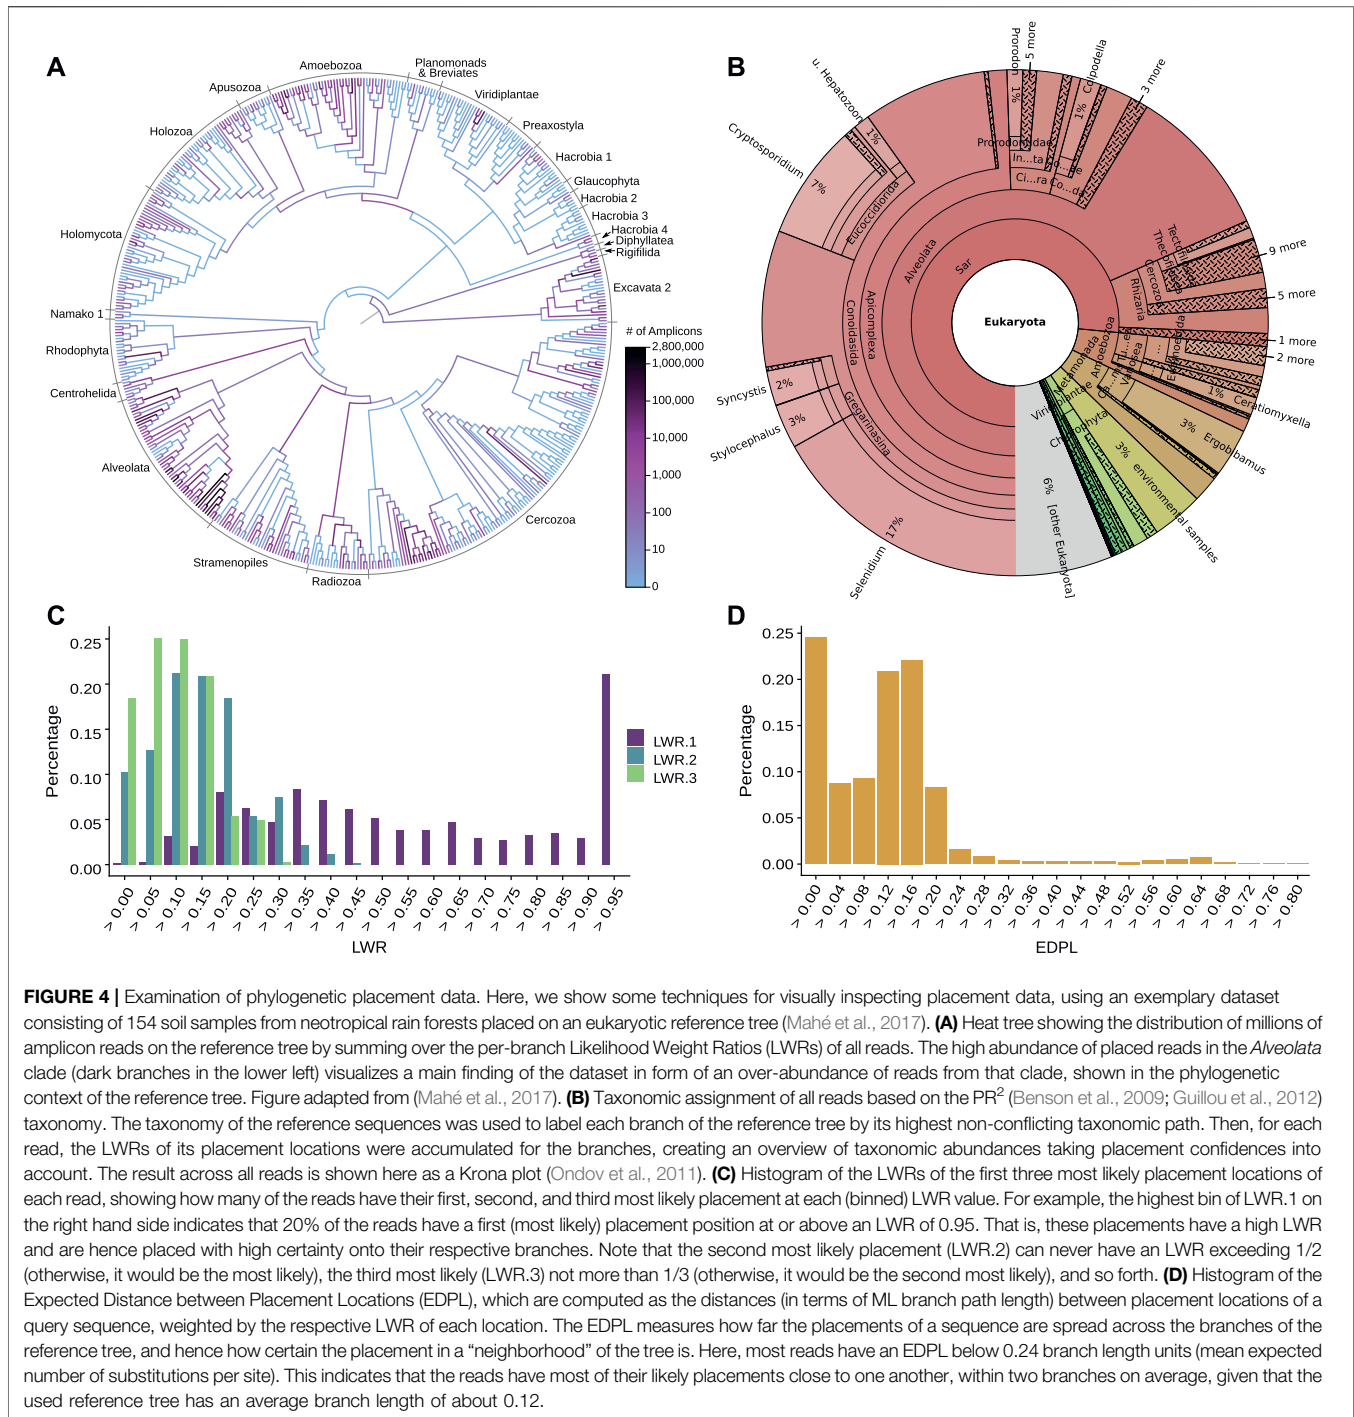 A
Amoebozoa
Planomonads
& Breviates
Apusozoa
Viridiplantae
Holozoa
Preaxostyla
Hacrobia 1
Glaucophyta
Hacrobia 2
Hacrobia 3
Hacrobia 4
Diphyllatea
Rigifilida
Holomycota
Excavata 2
Namako 1
Rhodophyta
Centrohelida
Alveolata
Stramenopiles
Radiozoa
Cercozoa
# of Amplicons
2,800,000
1,000,000
100,000
10,000
1,000
100
10
0
B
Prorodon
5 more
Colpodella
3 more
u. Hepatozoon
Cryptosporidium
1%
1%
1%
7%
Prorodontidae
In...ta
Ci...ra
Co...da
Eucoccidiorida
Alveolata
Sar
Apicomplexa
Conoidasida
Eukaryota
Rhizaria
Cercozoa
9 more
5 more
1 more
2 more
Metamonada
Amoebozoa
1%
Ceratiomyxella
3%
Ergobibamus
3%
environmental samples
6%
[other Eukaryota]
Syncystis
2%
Stylocephalus
3%
Gregarinasina
Selenidium
17%
C
Percentage
0.25
0.20
0.15
0.10
0.05
0.00
> 0.00
> 0.05
> 0.10
> 0.15
> 0.20
> 0.25
> 0.30
> 0.35
> 0.40
> 0.45
> 0.50
> 0.55
> 0.60
> 0.65
> 0.70
> 0.75
> 0.80
> 0.85
> 0.90
> 0.95
LWR
LWR.1
LWR.2
LWR.3
D
Percentage
0.25
0.20
0.15
0.10
0.05
0.00
> 0.00
> 0.04
> 0.08
> 0.12
> 0.16
> 0.20
> 0.24
> 0.28
> 0.32
> 0.36
> 0.40
> 0.44
> 0.48
> 0.52
> 0.56
> 0.60
> 0.64
> 0.68
> 0.72
> 0.76
> 0.80
EDPL
FIGURE 4 | Examination of phylogenetic placement data. Here, we show some techniques for visually inspecting placement data, using an exemplary dataset
consisting of 154 soil samples from neotropical rain forests placed on an eukaryotic reference tree (Mahé et al., 2017). (A) Heat tree showing the distribution of millions of
amplicon reads on the reference tree by summing over the per-branch Likelihood Weight Ratios (LWRs) of all reads. The high abundance of placed reads in the Alveolata
clade (dark branches in the lower left) visualizes a main finding of the dataset in form of an over-abundance of reads from that clade, shown in the phylogenetic
context of the reference tree. Figure adapted from (Mahé et al., 2017). (B) Taxonomic assignment of all reads based on the PR² (Benson et al., 2009; Guillou et al., 2012)
taxonomy. The taxonomy of the reference sequences was used to label each branch of the reference tree by its highest non-conflicting taxonomic path. Then, for each
read, the LWRs of its placement locations were accumulated for the branches, creating an overview of taxonomic abundances taking placement confidences into
account. The result across all reads is shown here as a Krona plot (Ondov et al., 2011). (C) Histogram of the LWRs of the first three most likely placement locations of
each read, showing how many of the reads have their first, second, and third most likely placement at each (binned) LWR value. For example, the highest bin of LWR.1 on
the right hand side indicates that 20% of the reads have a first (most likely) placement position at or above an LWR of 0.95. That is, these placements have a high LWR
and are hence placed with high certainty onto their respective branches. Note that the second most likely placement (LWR.2) can never have an LWR exceeding 1/2
(otherwise, it would be the most likely), the third most likely (LWR.3) not more than 1/3 (otherwise, it would be the second most likely), and so forth. (D) Histogram of the
Expected Distance between Placement Locations (EDPL), which are computed as the distances (in terms of ML branch path length) between placement locations of a
query sequence, weighted by the respective LWR of each location. The EDPL measures how far the placements of a sequence are spread across the branches of the
reference tree, and hence how certain the placement in a “neighborhood” of the tree is. Here, most reads have an EDPL below 0.24 branch length units (mean expected
number of substitutions per site). This indicates that the reads have most of their likely placements close to one another, within two branches on average, given that the
used reference tree has an average branch length of about 0.12.